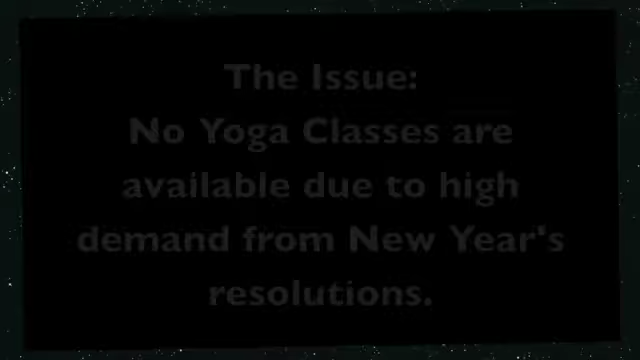 The Issue:
No Yoga Classes are
available due to high
demand from New Year's
resolutions.